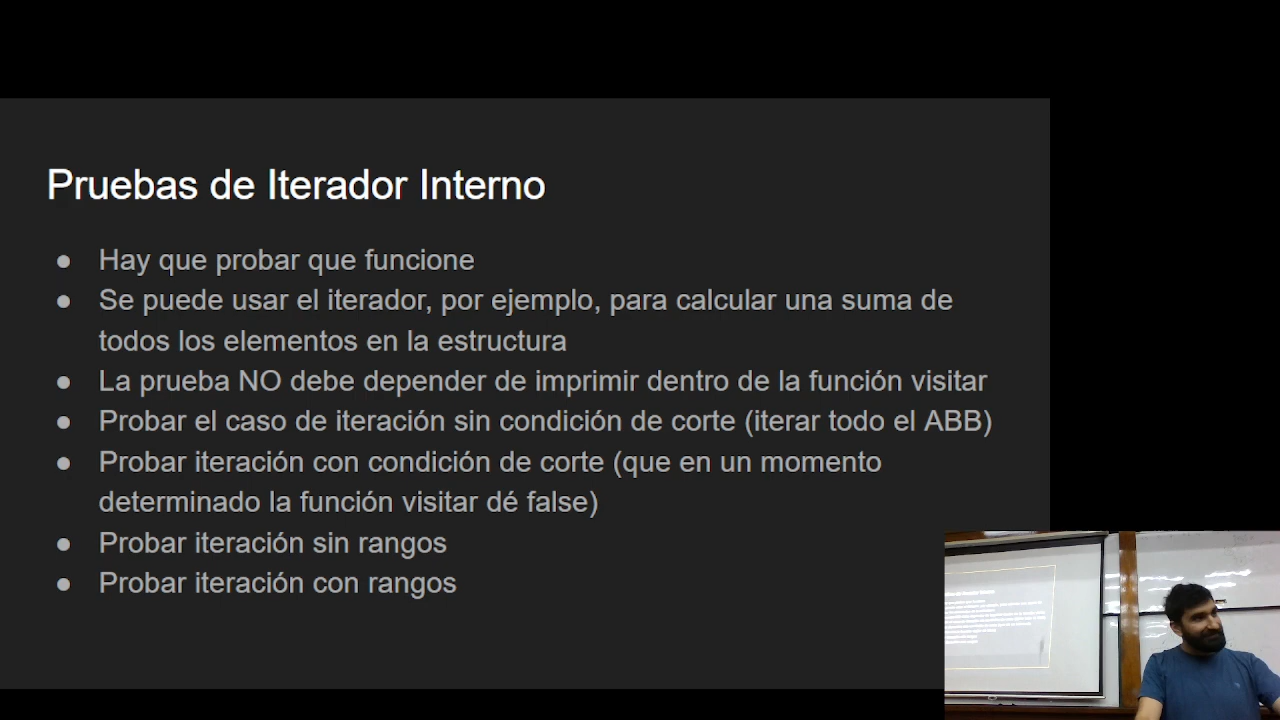 Pruebas de Iterador Interno
● Hay que probar que funcione
● Se puede usar el iterador, por ejemplo, para calcular una suma de
todos los elementos en la estructura
● La prueba NO debe depender de imprimir dentro de la función visitar
● Probar el caso de iteración sin condición de corte (iterar todo el ABB)
● Probar iteración con condición de corte (que en un momento
determinado la función visitar dé false)
● Probar iteración sin rangos
● Probar iteración con rangos